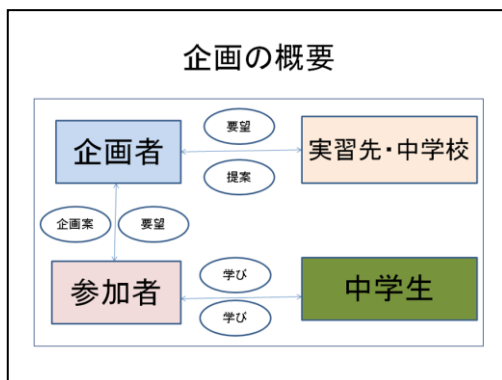 企画の概要
要望
企画者
実習先・中学校
提案
企画案
要望
学び
参加者
中学生
学び